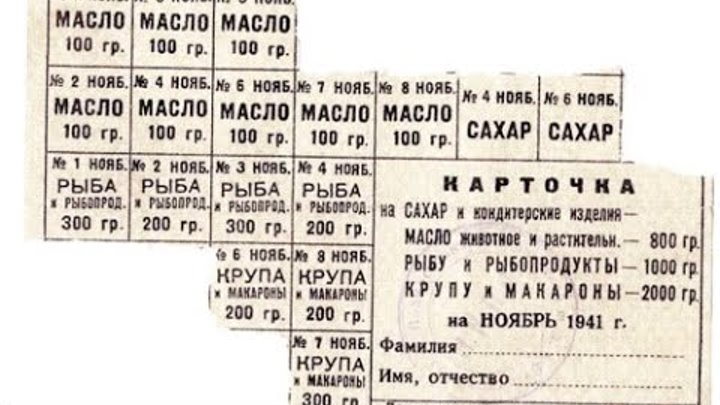 МАСЛО МАСЛО МАСЛО
100 гр. 100 гр. 100 гр.
№ 2 НОЯБ. № 4 НОЯБ. № 6 НОЯБ. № 7 НОЯБ. № 8 НОЯБ. № 4 НОЯБ. № 6 НОЯБ.
МАСЛО МАСЛО МАСЛО МАСЛО МАСЛО САХАР САХАР
100 гр. 100 гр. 100 гр. 100 гр. 100 гр.
№ 1 НОЯБ. № 2 НОЯБ. № 3 НОЯБ. № 4 НОЯБ.
РЫБА РЫБА РЫБА РЫБА
и РЫБОПРОД. и РЫБОПРОД. и РЫБОПРОД. и РЫБОПРОД.
300 гр. 200 гр. 300 гр. 200 гр.
№ 6 НОЯБ. № 8 НОЯБ.
КРУПА КРУПА
и МАКАРОНЫ и МАКАРОНЫ
200 гр. 200 гр.
№ 7 НОЯБ.
КРУПА
и МАКАРОНЫ
300 гр.
КАРТОЧКА
на САХАР и кондитерские изделия—
МАСЛО животное и растительн. — 800 гр.
РЫБУ и РЫБОПРОДУКТЫ — 1000 гр.
КРУПУ и МАКАРОНЫ — 2000 гр.
на НОЯБРЬ 1941 г.
Фамилия
Имя, отчество